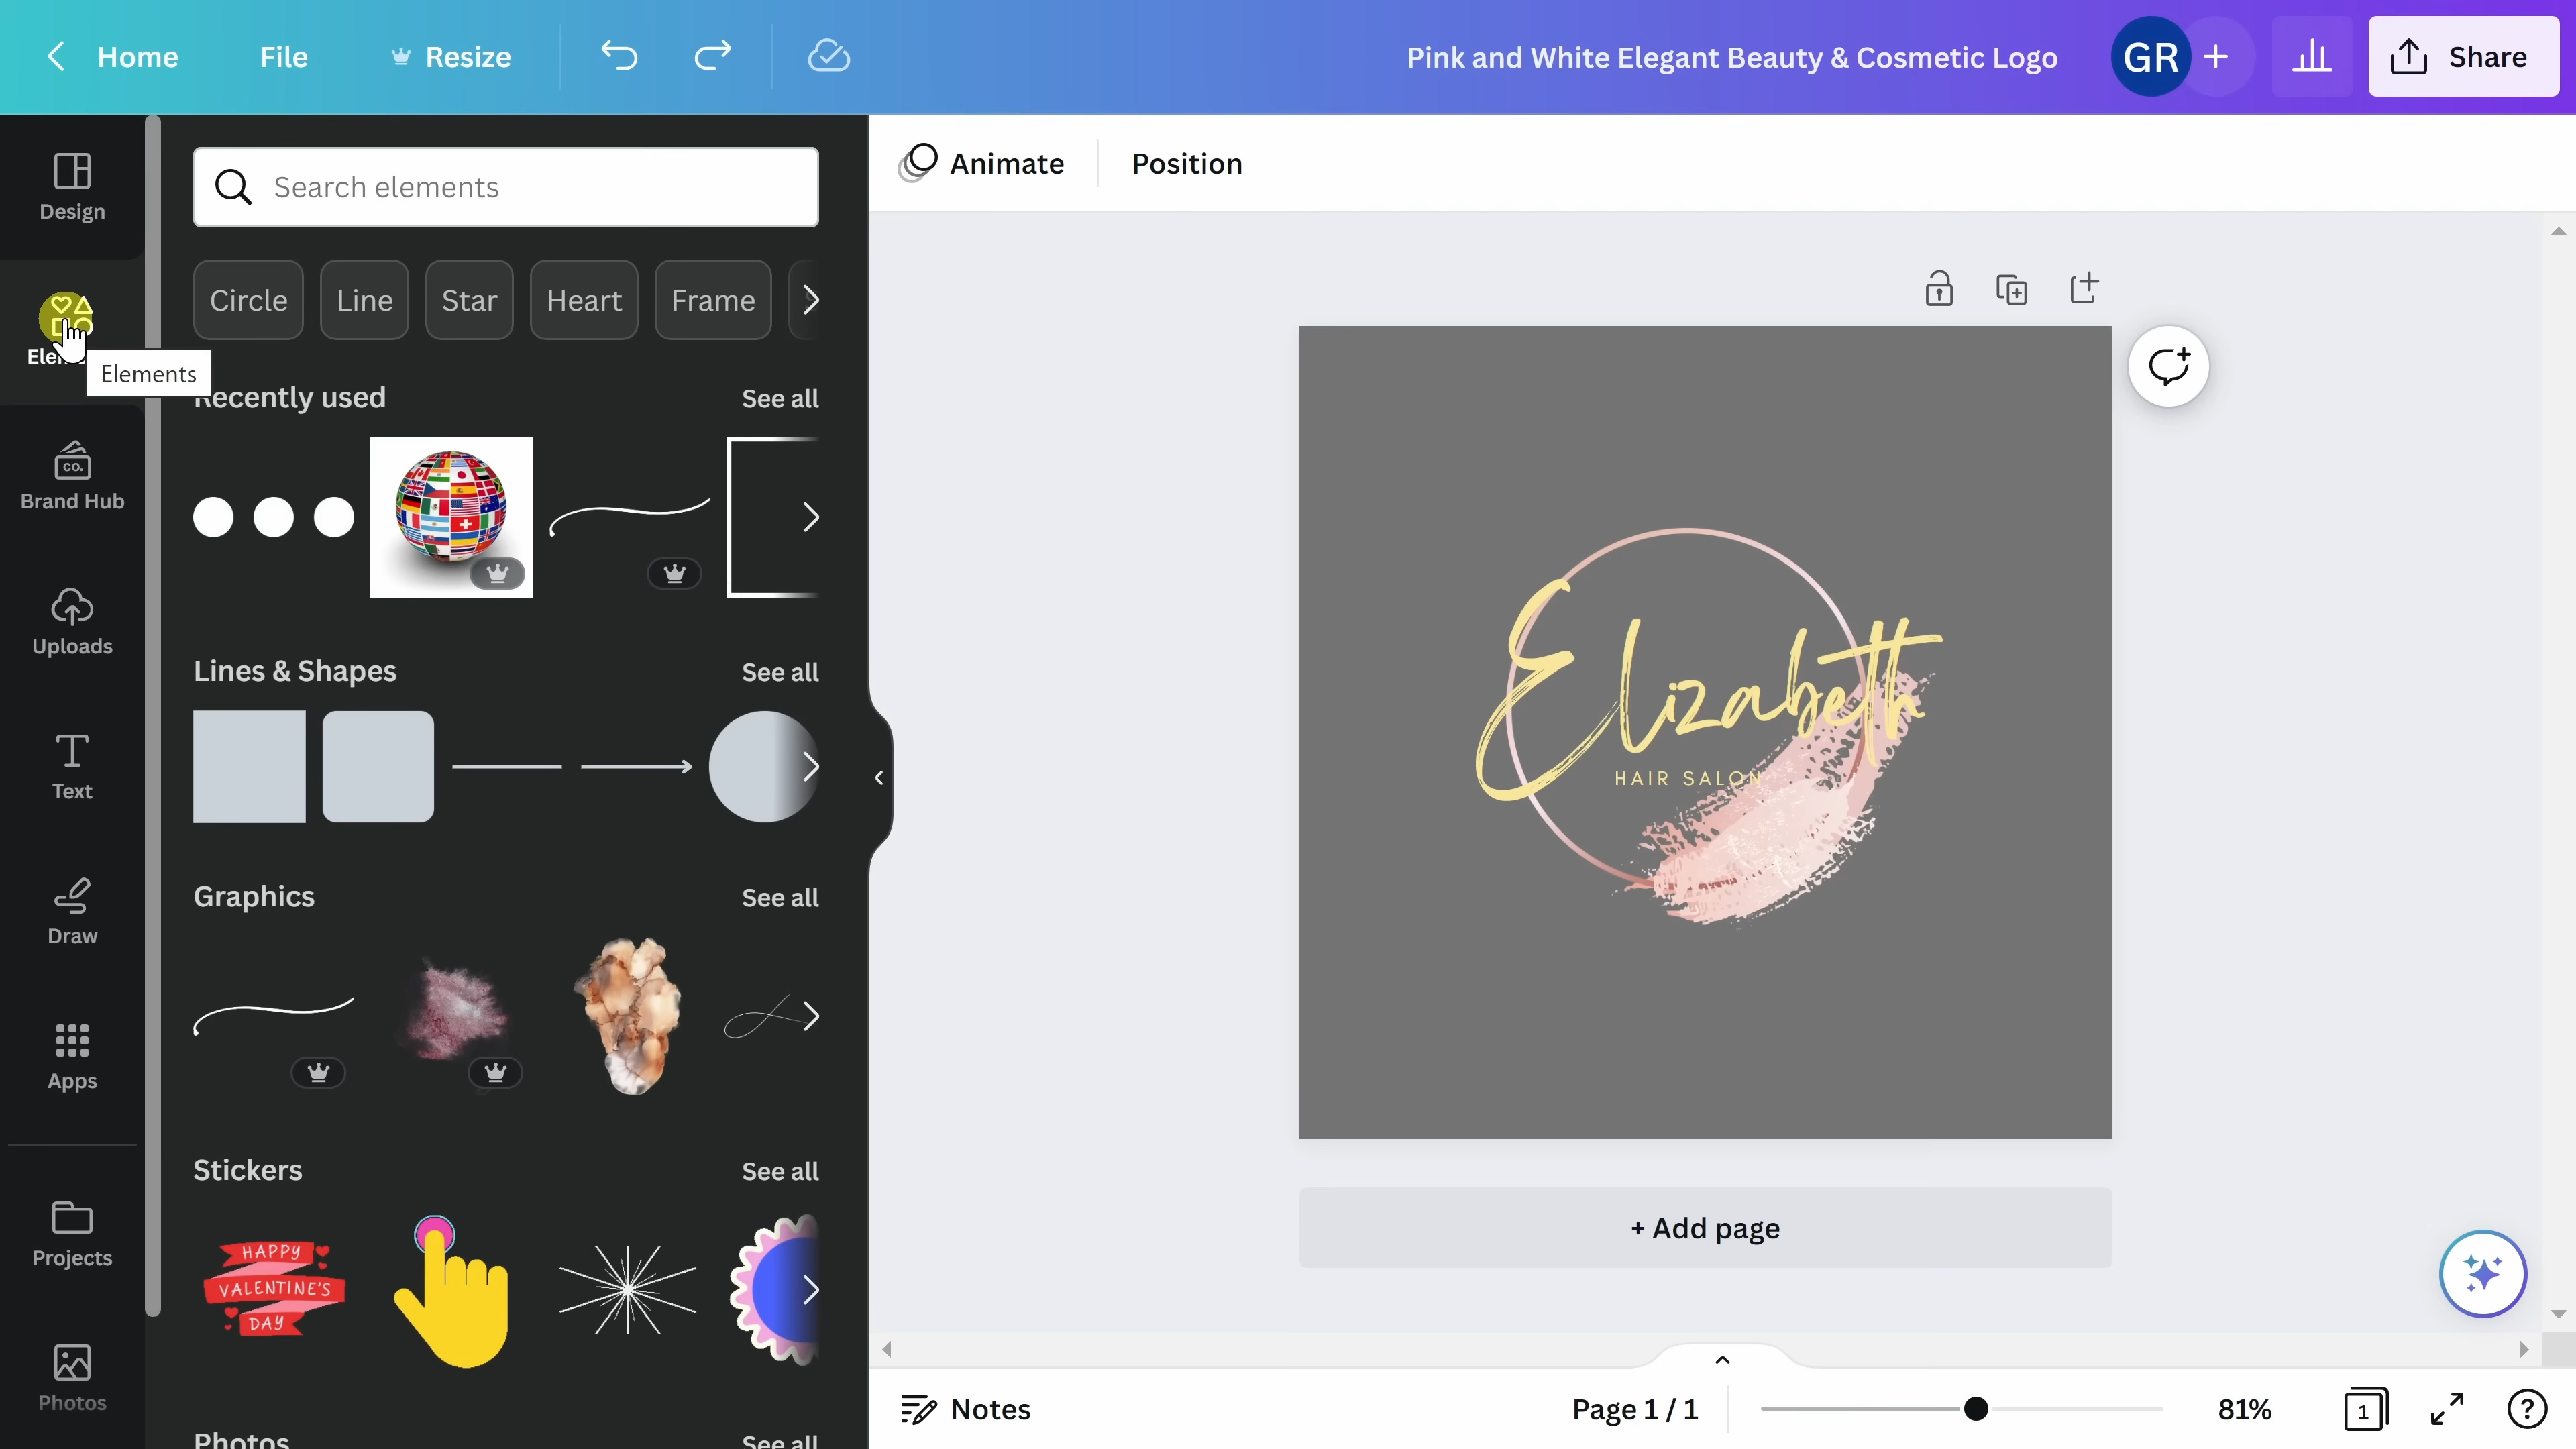 Home
File
Resize
Pink and White Elegant Beauty & Cosmetic Logo
GR
Share
Design
Elements
Brand Hub
CO.
Uploads
Text
Draw
Apps
Projects
Photos
Search elements
Circle
Line
Star
Heart
Frame
Recently used
See all
Lines & Shapes
See all
Graphics
See all
Stickers
See all
HAPPY
VALENTINE'S
DAY
Photos
See all
Animate
Position
Elizabeth
HAIR SALON
+ Add page
Notes
Page 1 / 1
81%
1
?